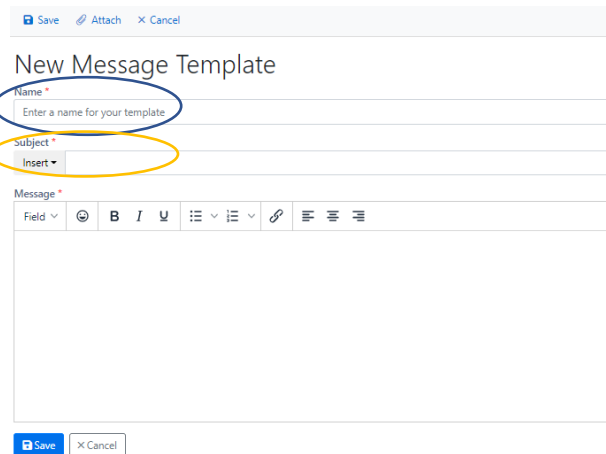 Save Attach × Cancel
New Message Template
Name *
Enter a name for your template
Subject *
Insert
Message *
Field B I U
Save × Cancel